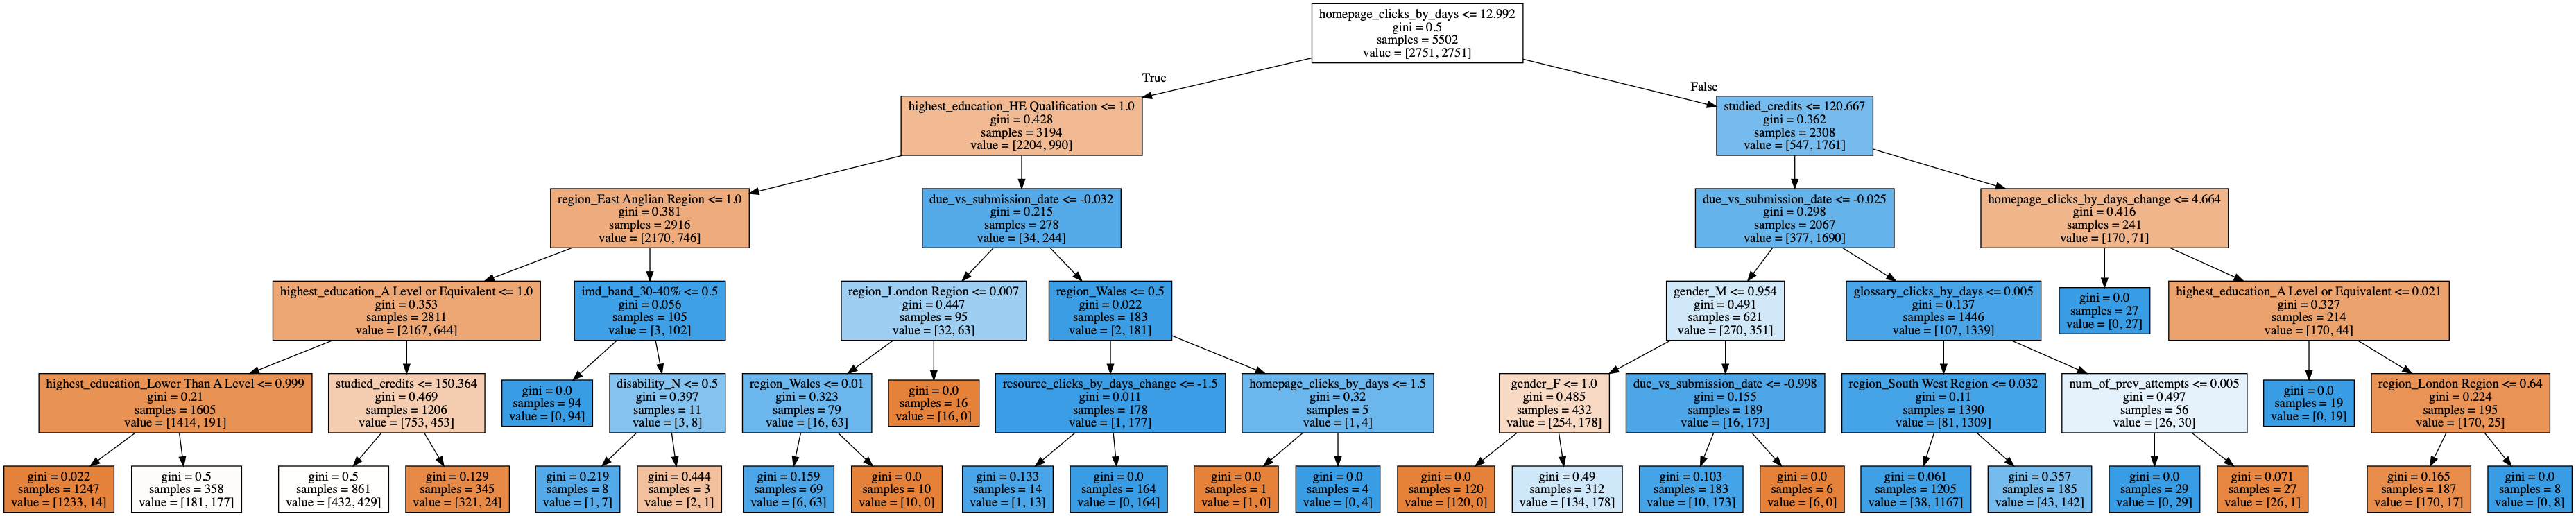 homepage_clicks_by_days <= 12.992
gini = 0.5
samples = 5502
value = [2751, 2751]
True
False
highest_education_HE Qualification <= 1.0
gini = 0.428
samples = 3194
value = [2204, 990]
studied_credits <= 120.667
gini = 0.362
samples = 2308
value = [547, 1761]
region_East Anglian Region <= 1.0
gini = 0.381
samples = 2916
value = [2170, 746]
due_vs_submission_date <= -0.032
gini = 0.215
samples = 278
value = [34, 244]
due_vs_submission_date <= -0.025
gini = 0.298
samples = 2067
value = [377, 1690]
homepage_clicks_by_days_change <= 4.664
gini = 0.416
samples = 241
value = [170, 71]
highest_education_A Level or Equivalent <= 1.0
gini = 0.353
samples = 2811
value = [2167, 644]
imd_band_30-40% <= 0.5
gini = 0.056
samples = 105
value = [3, 102]
region_London Region <= 0.007
gini = 0.447
samples = 95
value = [32, 63]
region_Wales <= 0.5
gini = 0.022
samples = 183
value = [2, 181]
gender_M <= 0.954
gini = 0.491
samples = 621
value = [270, 351]
glossary_clicks_by_days <= 0.005
gini = 0.137
samples = 1446
value = [107, 1339]
gini = 0.0
samples = 27
value = [0, 27]
highest_education_A Level or Equivalent <= 0.021
gini = 0.327
samples = 214
value = [170, 44]
highest_education_Lower Than A Level <= 0.999
gini = 0.21
samples = 1605
value = [1414, 191]
studied_credits <= 150.364
gini = 0.469
samples = 1206
value = [753, 453]
gini = 0.0
samples = 94
value = [0, 94]
disability_N <= 0.5
gini = 0.397
samples = 11
value = [3, 8]
region_Wales <= 0.01
gini = 0.323
samples = 79
value = [16, 63]
gini = 0.0
samples = 16
value = [16, 0]
resource_clicks_by_days_change <= -1.5
gini = 0.011
samples = 178
value = [1, 177]
homepage_clicks_by_days <= 1.5
gini = 0.32
samples = 5
value = [1, 4]
gender_F <= 1.0
gini = 0.485
samples = 432
value = [254, 178]
due_vs_submission_date <= -0.998
gini = 0.155
samples = 189
value = [16, 173]
region_South West Region <= 0.032
gini = 0.11
samples = 1390
value = [81, 1309]
num_of_prev_attempts <= 0.005
gini = 0.497
samples = 56
value = [26, 30]
gini = 0.0
samples = 19
value = [0, 19]
region_London Region <= 0.64
gini = 0.224
samples = 195
value = [170, 25]
gini = 0.022
samples = 1247
value = [1233, 14]
gini = 0.5
samples = 358
value = [181, 177]
gini = 0.5
samples = 861
value = [432, 429]
gini = 0.129
samples = 345
value = [321, 24]
gini = 0.219
samples = 8
value = [1, 7]
gini = 0.444
samples = 3
value = [2, 1]
gini = 0.159
samples = 69
value = [6, 63]
gini = 0.0
samples = 10
value = [10, 0]
gini = 0.133
samples = 14
value = [1, 13]
gini = 0.0
samples = 164
value = [0, 164]
gini = 0.0
samples = 1
value = [1, 0]
gini = 0.0
samples = 4
value = [0, 4]
gini = 0.0
samples = 120
value = [120, 0]
gini = 0.49
samples = 312
value = [134, 178]
gini = 0.103
samples = 183
value = [10, 173]
gini = 0.0
samples = 6
value = [6, 0]
gini = 0.061
samples = 1205
value = [38, 1167]
gini = 0.357
samples = 185
value = [43, 142]
gini = 0.0
samples = 29
value = [0, 29]
gini = 0.071
samples = 27
value = [26, 1]
gini = 0.165
samples = 187
value = [170, 17]
gini = 0.0
samples = 8
value = [0, 8]